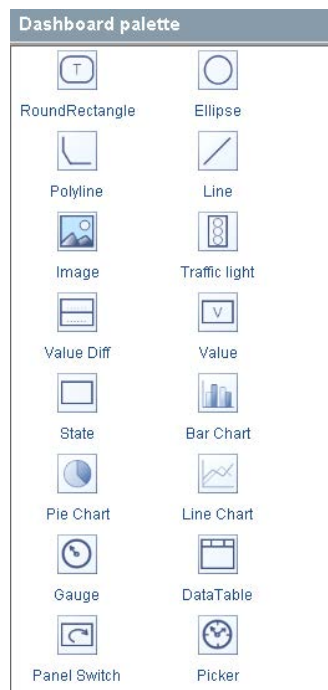 Dashboard palette
T
RoundRectangle Ellipse
Polyline Line
Image Traffic light
V
Value Diff Value
State Bar Chart
Pie Chart Line Chart
Gauge DataTable
Panel Switch Picker